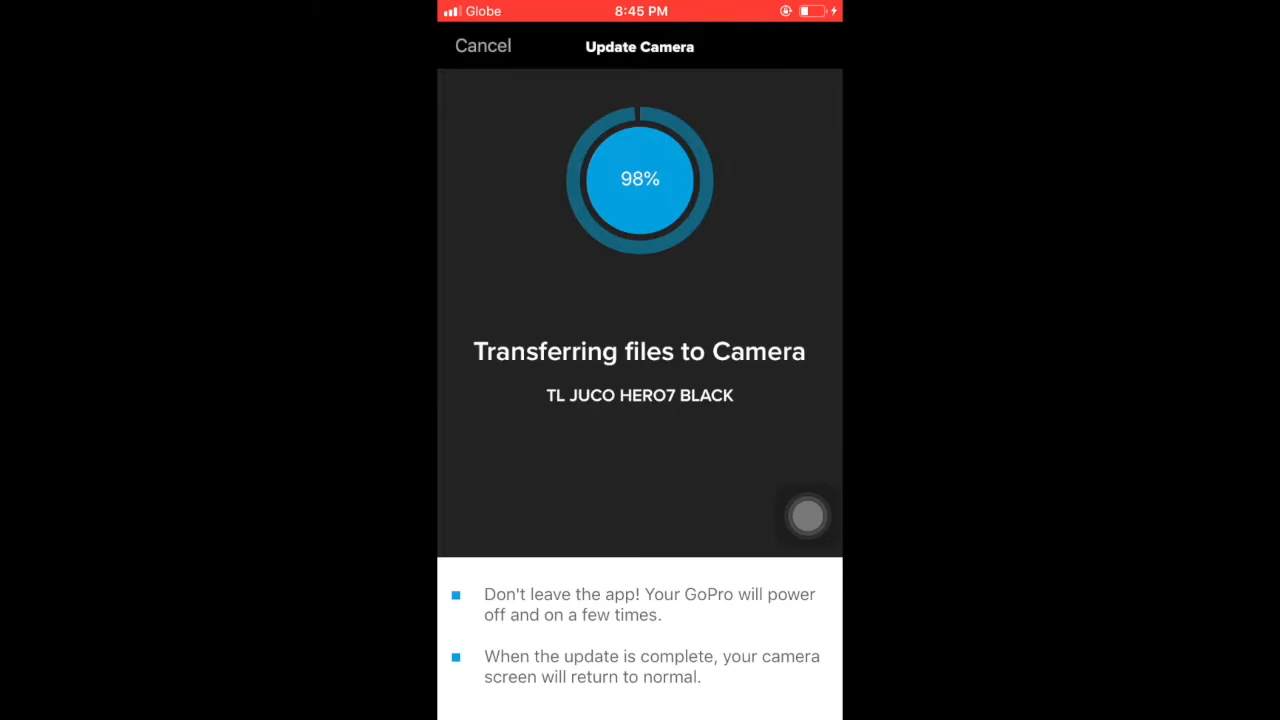 Globe
8:45 PM
Cancel
Update Camera
98%
Transferring files to Camera
TL JUCO HERO7 BLACK
Don't leave the app! Your GoPro will power
off and on a few times.
When the update is complete, your camera
screen will return to normal.